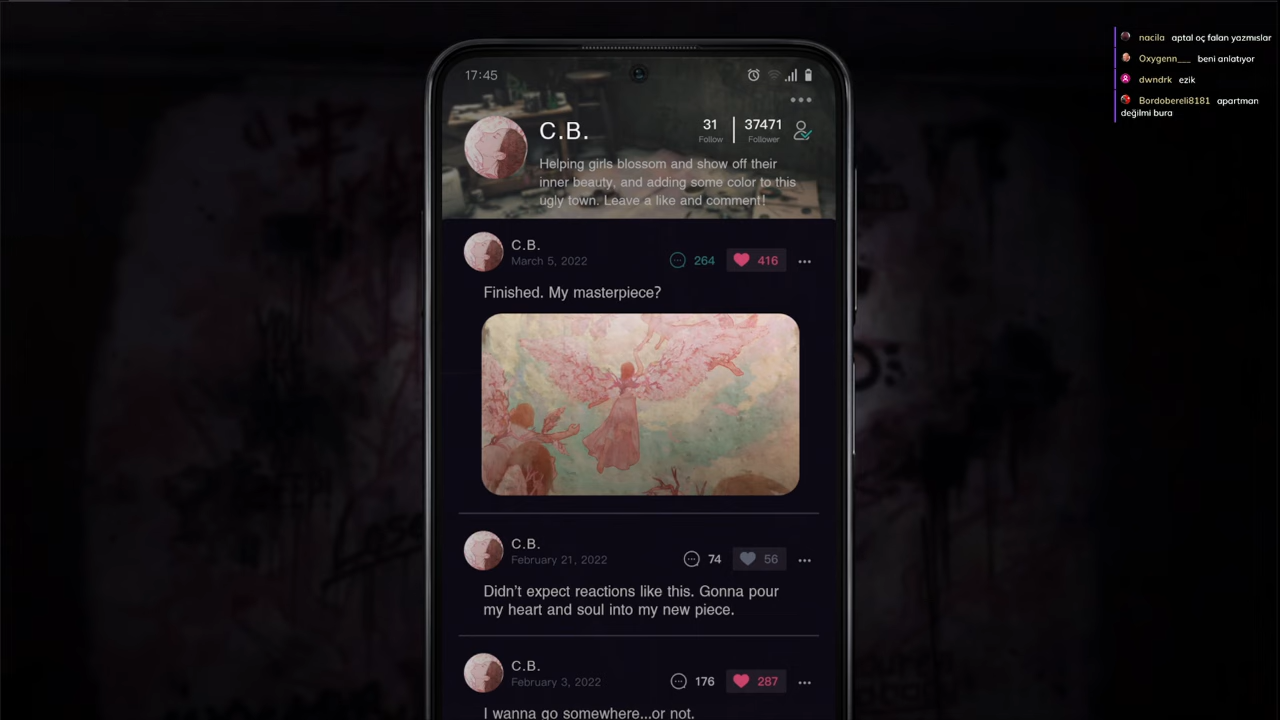 17:45
C.B.
31
Follow
37471
Follower
Helping girls blossom and show off their
inner beauty, and adding some color to this
ugly town. Leave a like and comment!
C.B.
March 5, 2022
264
416
Finished. My masterpiece?
C.B.
February 21, 2022
74
56
Didn't expect reactions like this. Gonna pour
my heart and soul into my new piece.
C.B.
February 3, 2022
176
287
I wanna go somewhere...or not.
nacila aptal oç falan yazmıslar
Oxygenn___ beni anlatıyor
dwndrk ezik
Bordobereli8181 apartman
değilmi bura